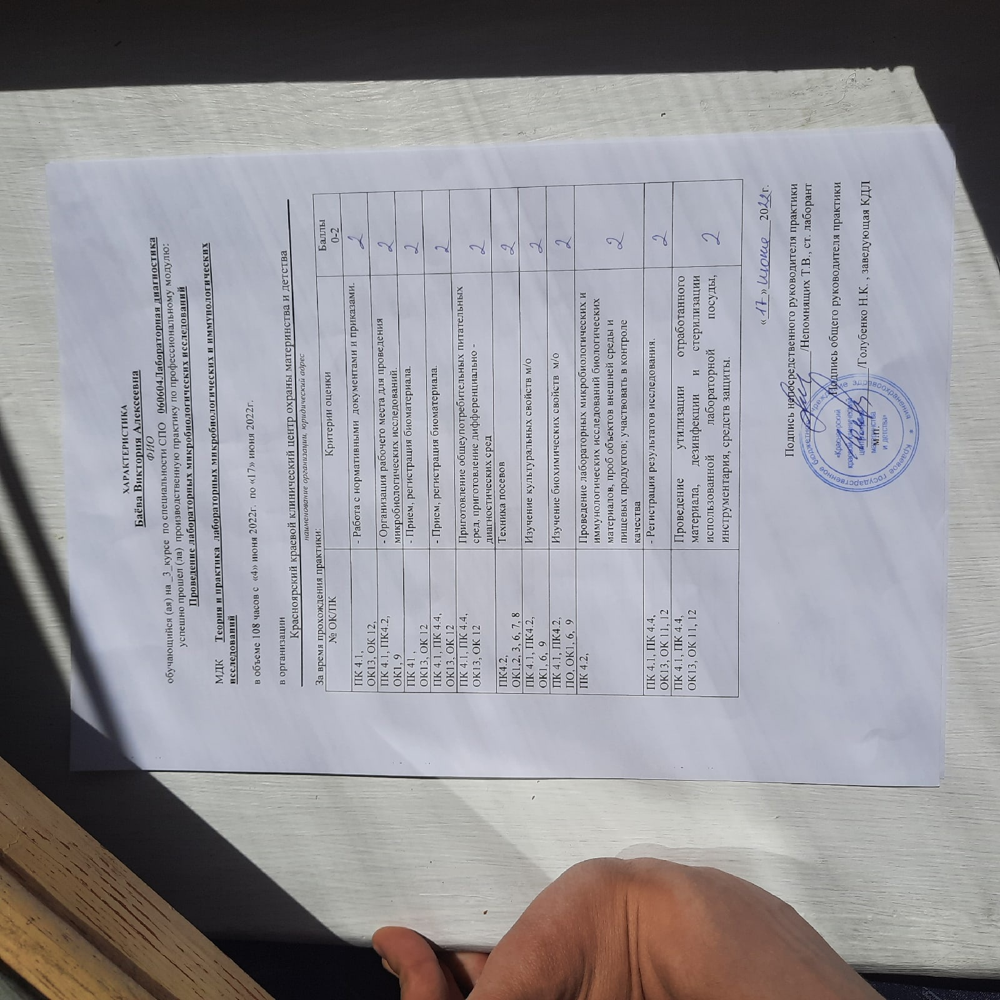 ХАРАКТЕРИСТИКА
Баёва Виктория Алексеевна
ФИО
обучающийся (ая) на _3_курсе по специальности СПО 060604Лабораторная диагностика
успешно прошел (ла) производственную практику по профессиональному модулю:
Проведение лабораторных микробиологических исследований
МДК Теория и практика лабораторных микробиологических и иммунологических
исследований
в объеме 108 часов с «4» июня 2022г. по «17» июня 2022г.
в организации
Красноярский краевой клинический центр охраны материнства и детства
наименование организации, юридический адрес
За время прохождения практики:
№ ОК/ПК Критерии оценки Баллы
0-2
ПК 4.1, - Работа с нормативными документами и приказами. 2
ОК13, ОК 12,
ПК 4.1, ПК4.2, - Организация рабочего места для проведения 2
ОК1, 9 микробиологических исследований.
ПК 41 , - Прием, регистрация биоматериала. 2
ОК13, ОК 12
ПК 4.1, ПК 4.4, - Прием, регистрация биоматериала. 2
ОК13, ОК 12
ПК 4.1, ПК 4.4, Приготовление общеупотребительных питательных 2
ОК13, ОК 12 сред, приготовление дифференциально -
диагностических сред
ПК4.2, Техника посевов 2
ОК1.2, 3, 6, 7, 8
ПК 4.1, ПК4.2, Изучение культуральных свойств м/о 2
ОК1, 6, 9
ПК 4.1, ПК4.2, Изучение биохимических свойств м/о 2
ПО, ОК1, 6, 9
ПК 4.2, Проведение лабораторных микробиологических и 2
иммунологических исследований биологических
материалов, проб объектов внешней среды и
пищевых продуктов; участвовать в контроле
качества
ПК 4.1, ПК 4.4, - Регистрация результатов исследования. 2
ОК13, ОК 11, 12
ПК 4.1, ПК 4.4, Проведение утилизации отработанного 2
ОК13, ОК 11, 12 материала, дезинфекции и стерилизации
использованной лабораторной посуды,
инструментария, средств защиты.
«17» июне 2022г.
Подпись непосредственного руководителя практики
/Непомнящих Т.В., ст. лаборант
Подпись общего руководителя практики
/Голубенко Н.К. , заведующая КДЛ
М.П.
Краевое государственное бюджетное учреждение здравоохранения
«Красноярский
краевой клинический
центр охраны
материнства
и детства»